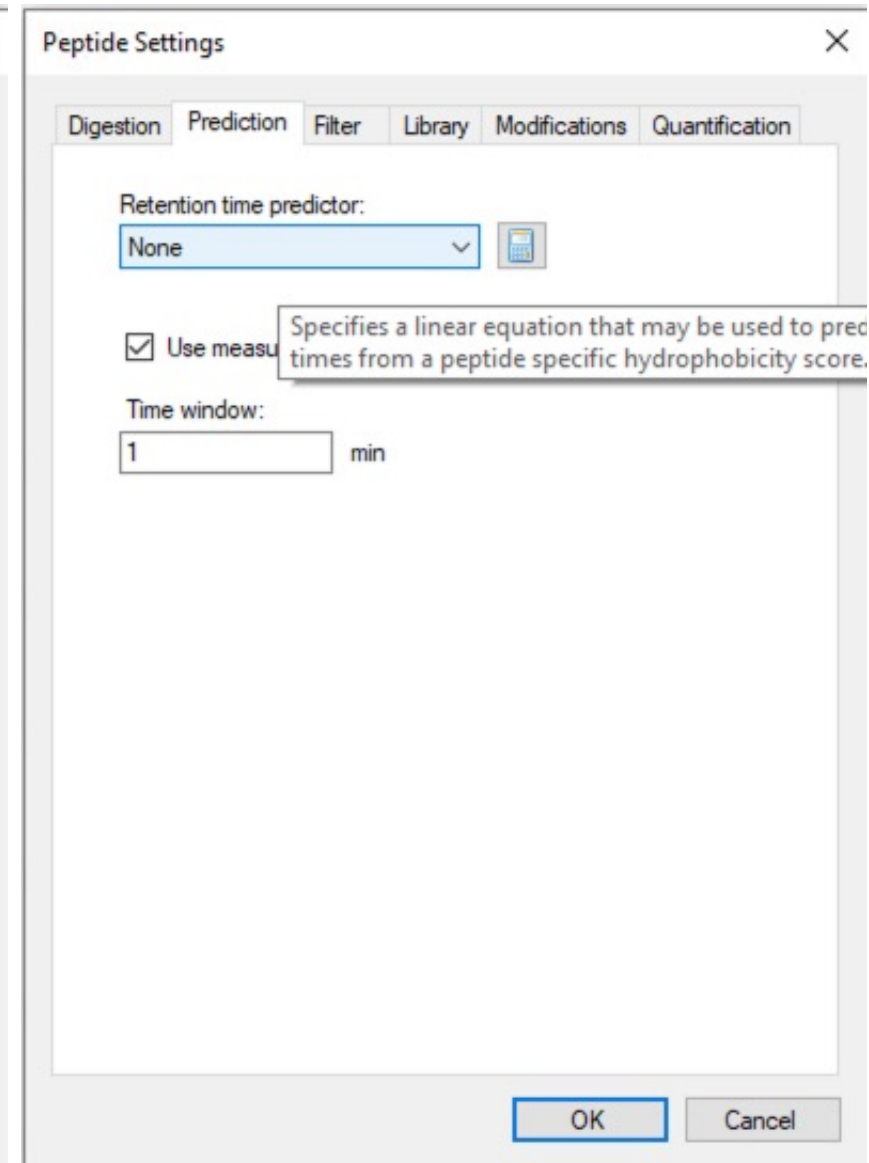 Peptide Settings
Digestion Prediction Filter Library Modifications Quantification
Retention time predictor:
None
Specifies a linear equation that may be used to pred
Use measu
times from a peptide specific hydrophobicity score.
Time window:
1 min
OK Cancel